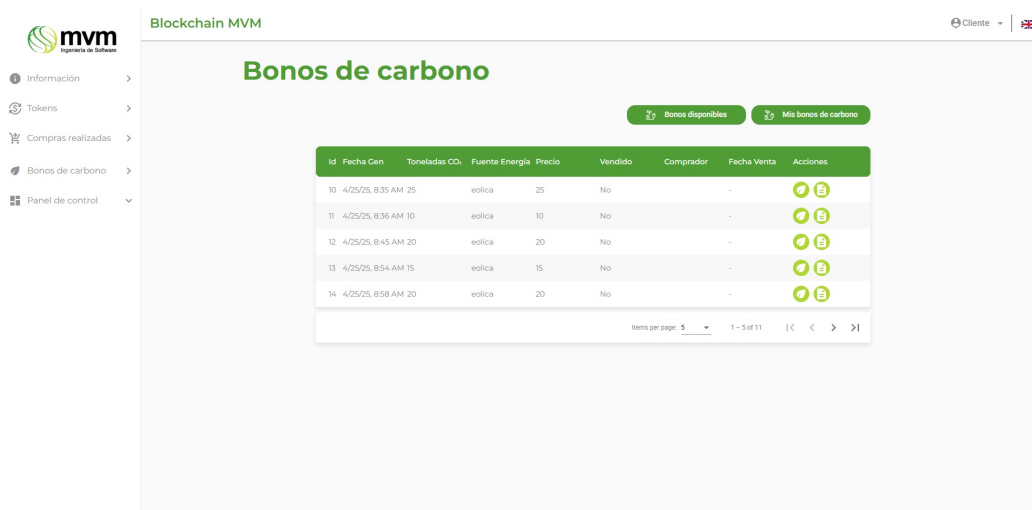 mvm
Ingeniería de Software
Blockchain MVM
Cliente
Información
Tokens
Compras realizadas
Bonos de carbono
Panel de control
Bonos de carbono
Bonos disponibles
Mis bonos de carbono
Id Fecha Gen Toneladas CO₂ Fuente Energía Precio Vendido Comprador Fecha Venta Acciones
10 4/25/25, 8:35 AM 25 eolica 25 No -
11 4/25/25, 8:36 AM 10 eolica 10 No -
12 4/25/25, 8:45 AM 20 eolica 20 No -
13 4/25/25, 8:54 AM 15 eolica 15 No -
14 4/25/25, 8:58 AM 20 eolica 20 No -
Items per page: 5 1 – 5 of 11